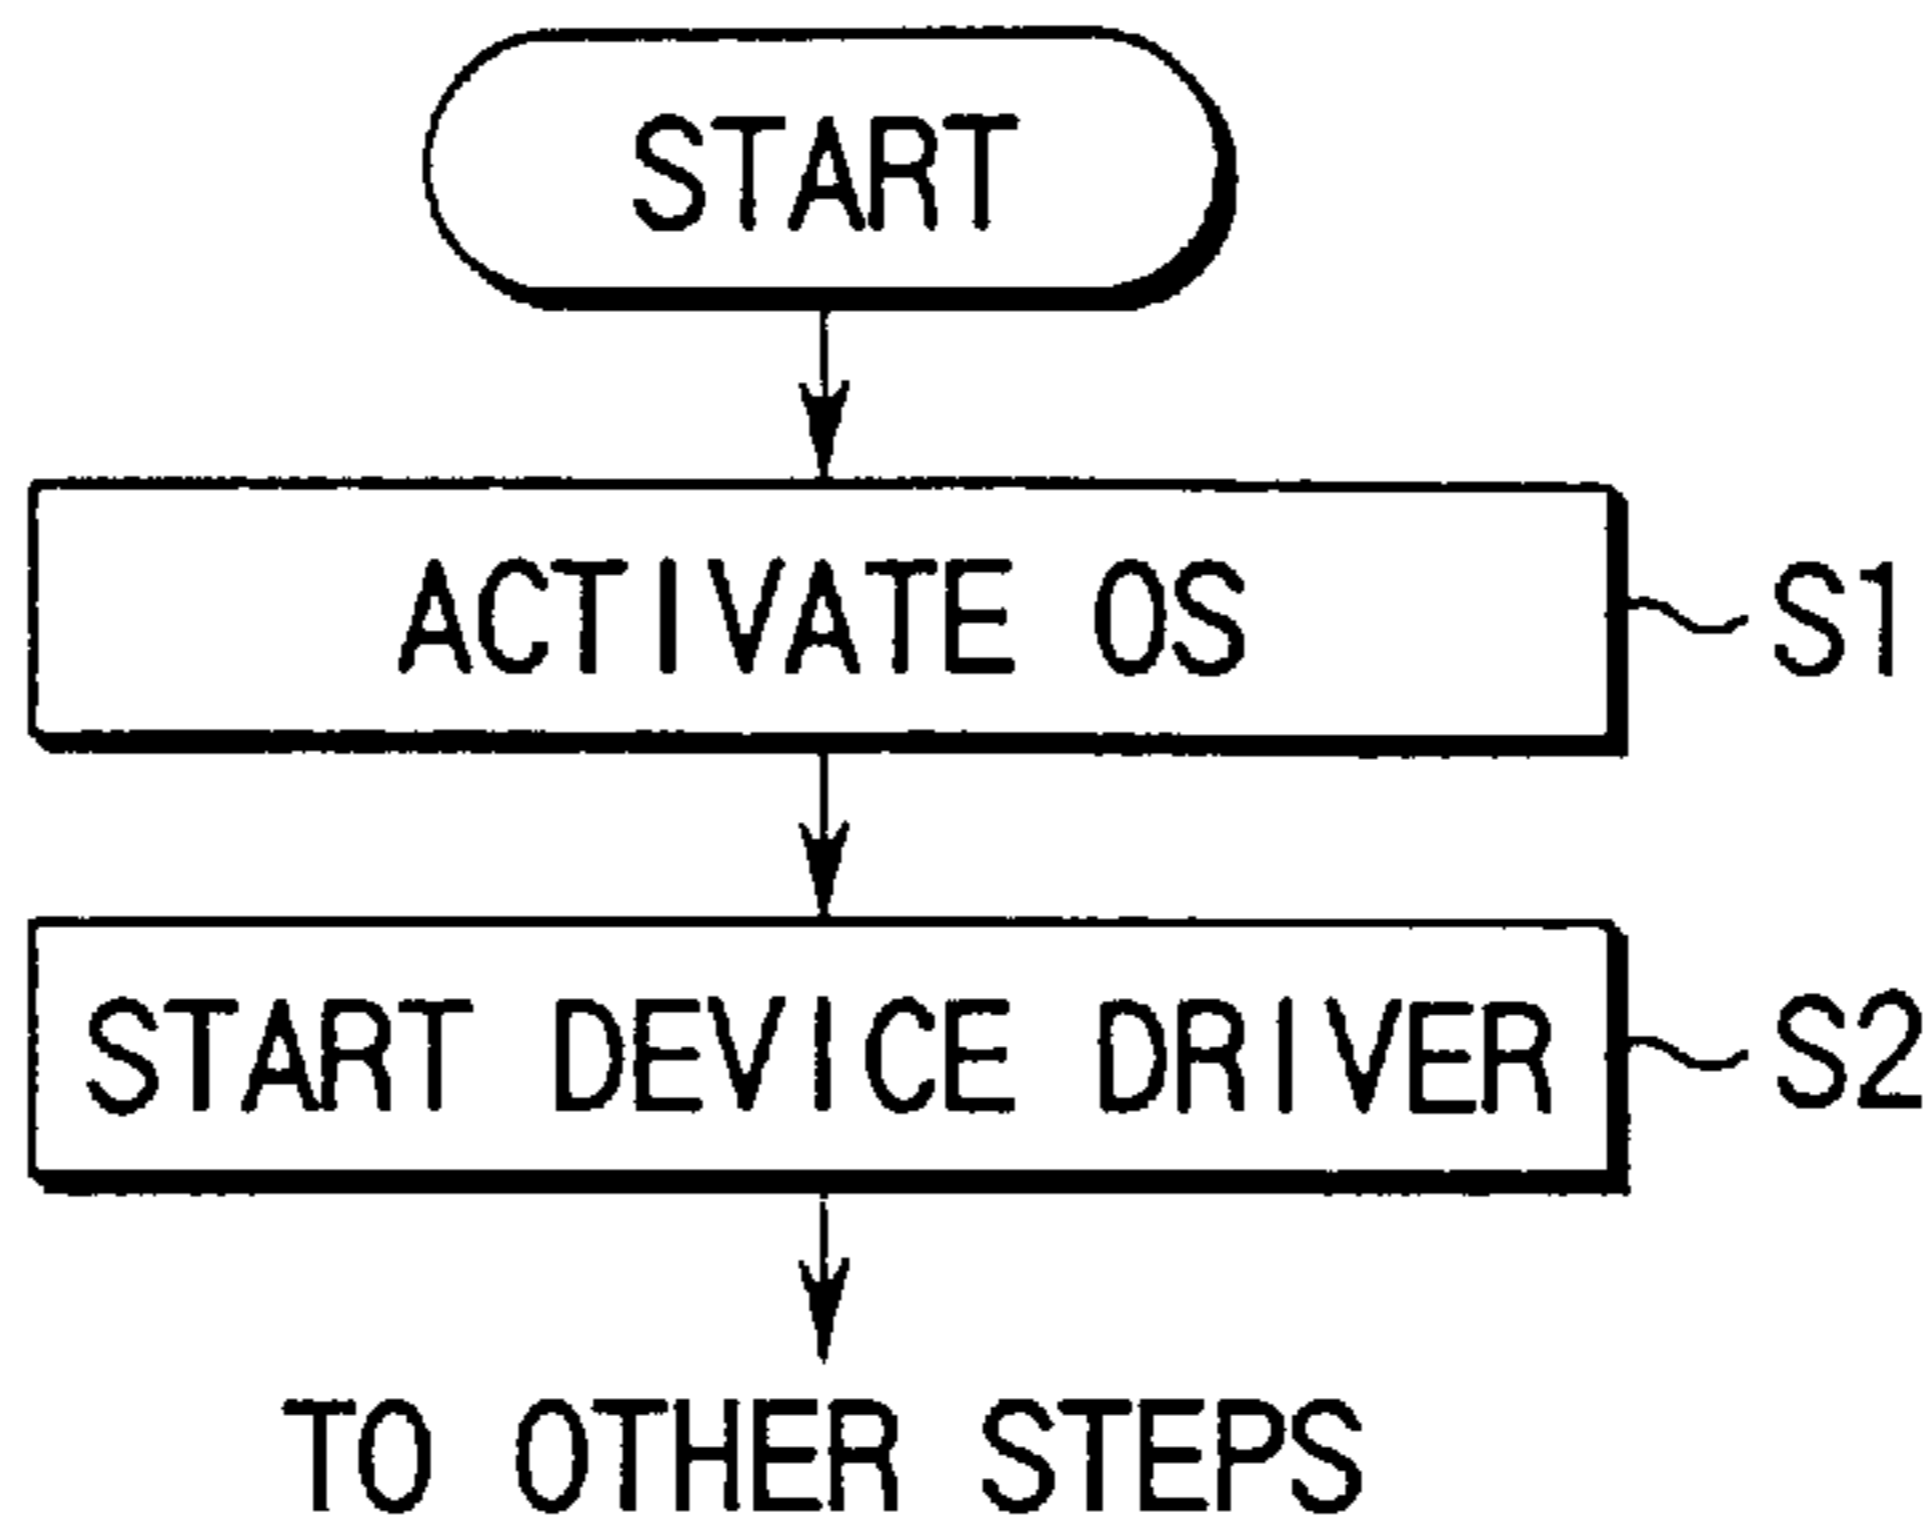 START
ACTIVATE OS
S1
START DEVICE DRIVER
S2
TO OTHER STEPS